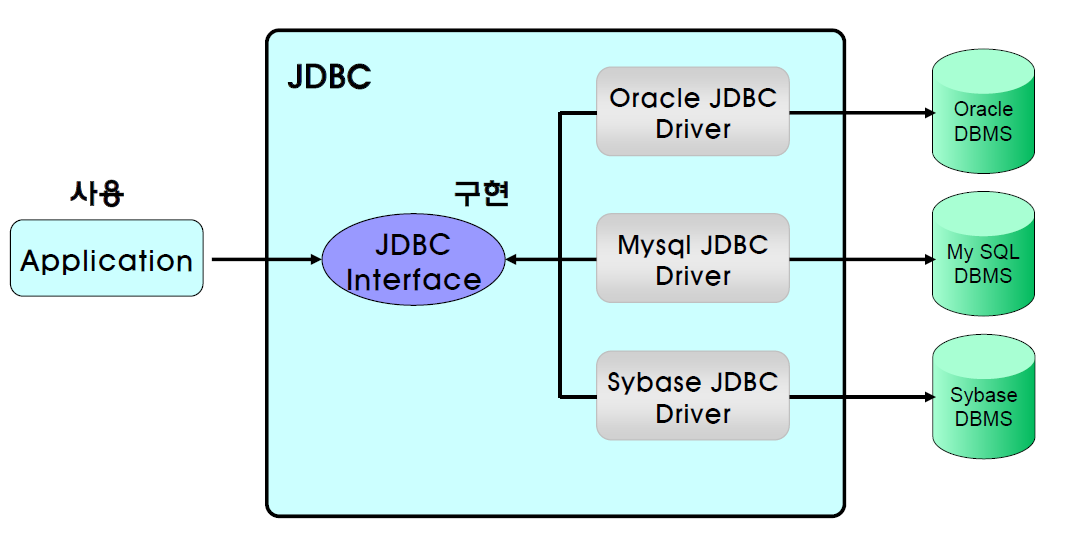 JDBC
사용
Application
구현
JDBC
Interface
Oracle JDBC
Driver
Mysql JDBC
Driver
Sybase JDBC
Driver
Oracle
DBMS
My SQL
DBMS
Sybase
DBMS